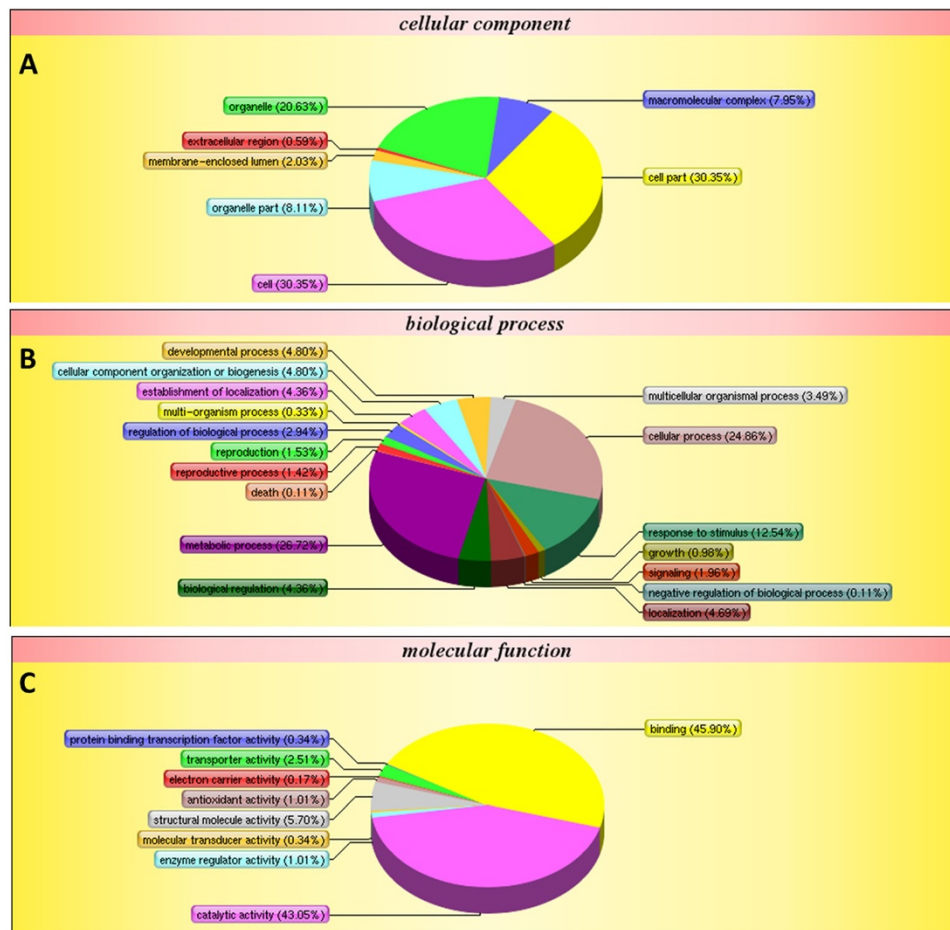 cellular component
A
organelle (20.63%)
macromolecular complex (7.95%)
extracellular region (0.59%)
membrane-enclosed lumen (2.03%)
cell part (30.35%)
organelle part (8.11%)
cell (30.35%)
biological process
B
developmental process (4.80%)
cellular component organization or biogenesis (4.80%)
establishment of localization (4.36%)
multi-organism process (0.33%)
regulation of biological process (2.94%)
reproduction (1.53%)
reproductive process (1.42%)
death (0.11%)
metabolic process (26.72%)
biological regulation (4.36%)
multicellular organismal process (3.49%)
cellular process (24.86%)
response to stimulus (12.54%)
growth (0.98%)
signaling (1.96%)
negative regulation of biological process (0.11%)
localization (4.69%)
molecular function
C
binding (45.90%)
protein binding transcription factor activity (0.34%)
transporter activity (2.51%)
electron carrier activity (0.17%)
antioxidant activity (1.01%)
structural molecule activity (5.70%)
molecular transducer activity (0.34%)
enzyme regulator activity (1.01%)
catalytic activity (43.05%)